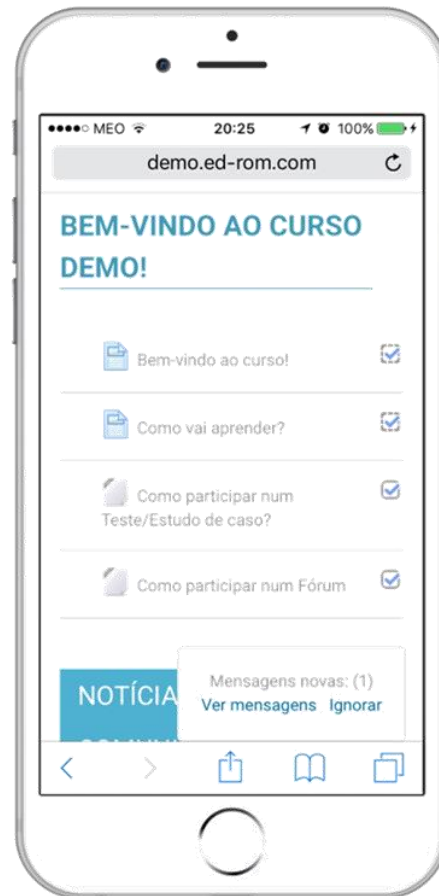 MEO 20:25 100%
demo.ed-rom.com
BEM-VINDO AO CURSO
DEMO!
Bem-vindo ao curso!
Como vai aprender?
Como participar num
Teste/Estudo de caso?
Como participar num Fórum
Mensagens novas: (1)
NOTÍCIA
Ver mensagens Ignorar